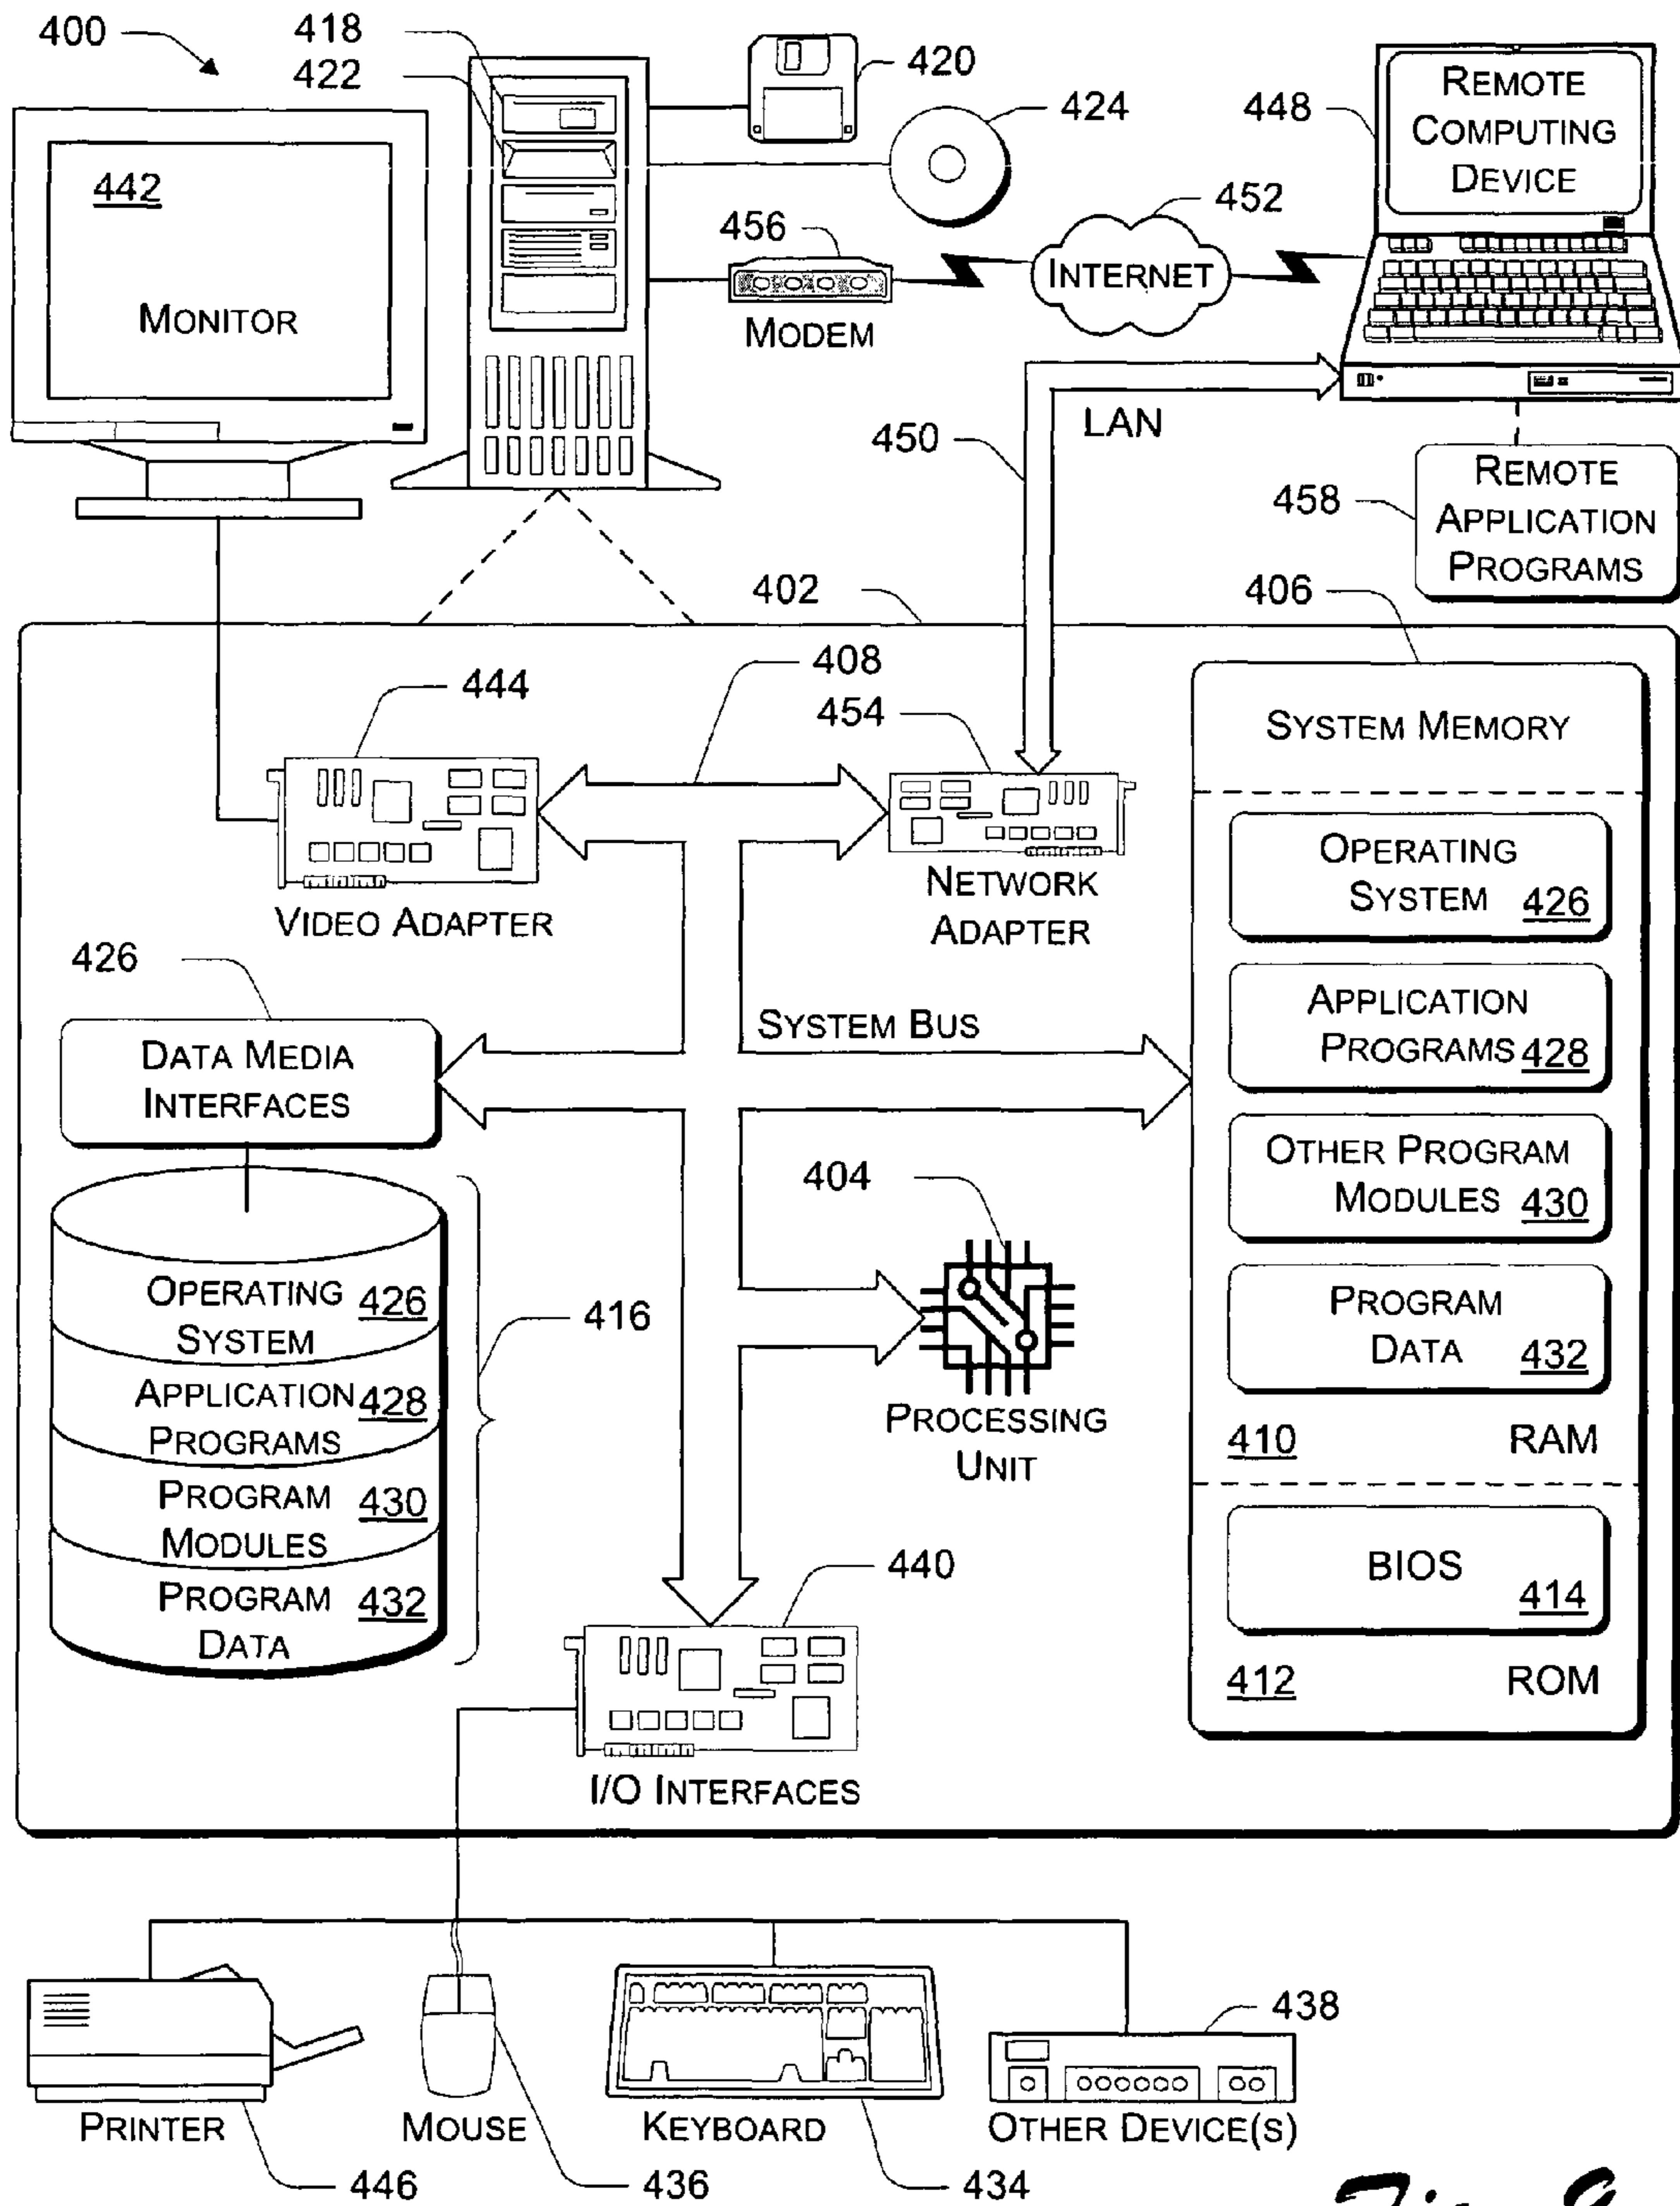 400
418
422
420
424
448
REMOTE
COMPUTING
DEVICE
442
MONITOR
456
MODEM
452
INTERNET
LAN
450
458
REMOTE
APPLICATION
PROGRAMS
402
406
408
444
454
VIDEO ADAPTER
NETWORK
ADAPTER
SYSTEM MEMORY
OPERATING
SYSTEM 426
APPLICATION
PROGRAMS 428
OTHER PROGRAM
MODULES 430
PROGRAM
DATA 432
410 RAM
BIOS
414
412 ROM
426
DATA MEDIA
INTERFACES
SYSTEM BUS
OPERATING 426
SYSTEM
APPLICATION 428
PROGRAMS
PROGRAM 430
MODULES
PROGRAM 432
DATA
416
404
PROCESSING
UNIT
440
I/O INTERFACES
PRINTER
446
MOUSE
436
KEYBOARD
434
438
OTHER DEVICE(S)